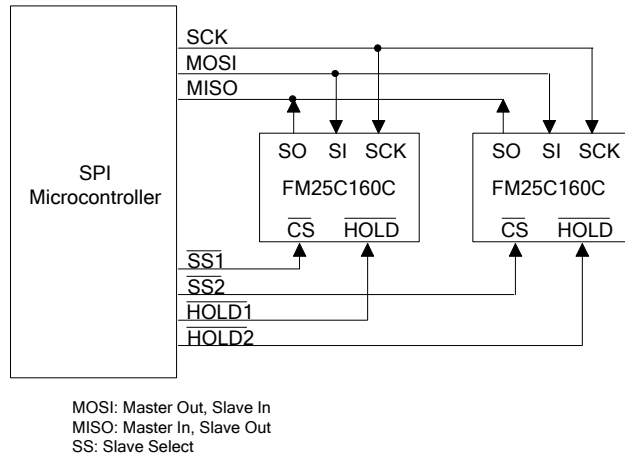 SCK
MOSI
MISO
SO SI SCK
FM25C160C
CS HOLD
SO SI SCK
FM25C160C
CS HOLD
SPI
Microcontroller
SS1
SS2
HOLD1
HOLD2
MOSI: Master Out, Slave In
MISO: Master In, Slave Out
SS: Slave Select